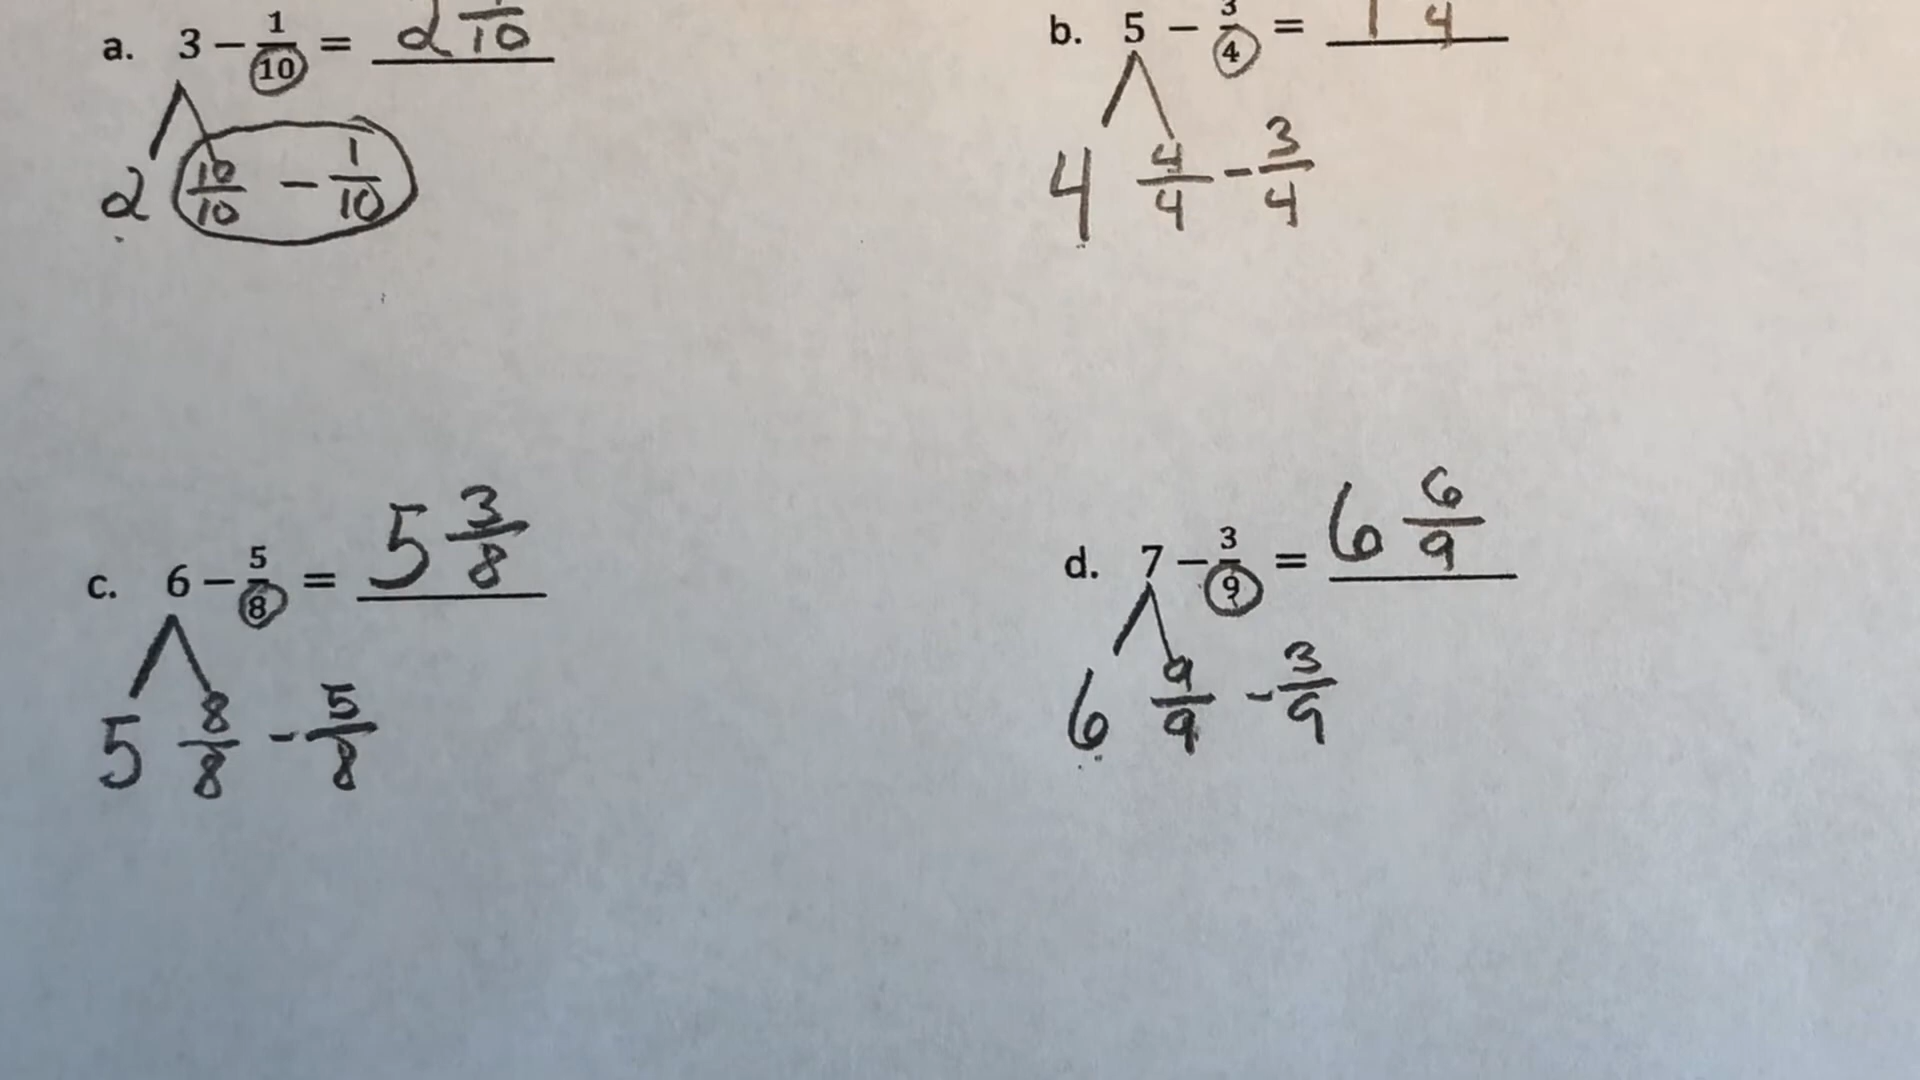 a. 3 - 1/10 = 2 /10
2 10/10 - 1/10
b. 5 - 3/4 = 4
4 4/4 - 3/4
c. 6 - 5/8 = 5 3/8
5 8/8 - 5/8
d. 7 - 3/9 = 6 6/9
6 9/9 - 3/9